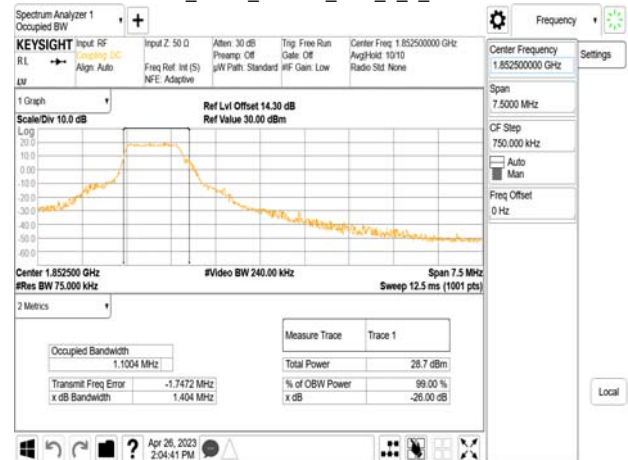 Spectrum Analyzer 1
Occupied BW
Frequency
KEYSIGHT
Input: RF
Coupling: DC
Align: Auto
Input Z: 50 Ω
Freq Ref: Int (S)
NFE: Adaptive
Atten: 30 dB
Preamp: Off
µW Path: Standard
Trig: Free Run
Gate: Off
#IF Gain: Low
Center Freq: 1.852500000 GHz
Avg|Hold: 10/10
Radio Std: None
RL
LV
Center Frequency
1.852500000 GHz
Settings
Span
7.5000 MHz
CF Step
750.000 kHz
Auto
Man
Freq Offset
0 Hz
Local
1 Graph
Scale/Div 10.0 dB
Ref Lvl Offset 14.30 dB
Ref Value 30.00 dBm
Log
20.0
10.0
0.00
-10.0
-20.0
-30.0
-40.0
-50.0
-60.0
Center 1.852500 GHz
#Res BW 75.000 kHz
#Video BW 240.00 kHz
Span 7.5 MHz
Sweep 12.5 ms (1001 pts)
2 Metrics
Measure Trace
Trace 1
Occupied Bandwidth
1.1004 MHz
Total Power
28.7 dBm
Transmit Freq Error
-1.7472 MHz
% of OBW Power
99.00 %
x dB Bandwidth
1.404 MHz
x dB
-26.00 dB
?
Apr 26, 2023
2:04:41 PM